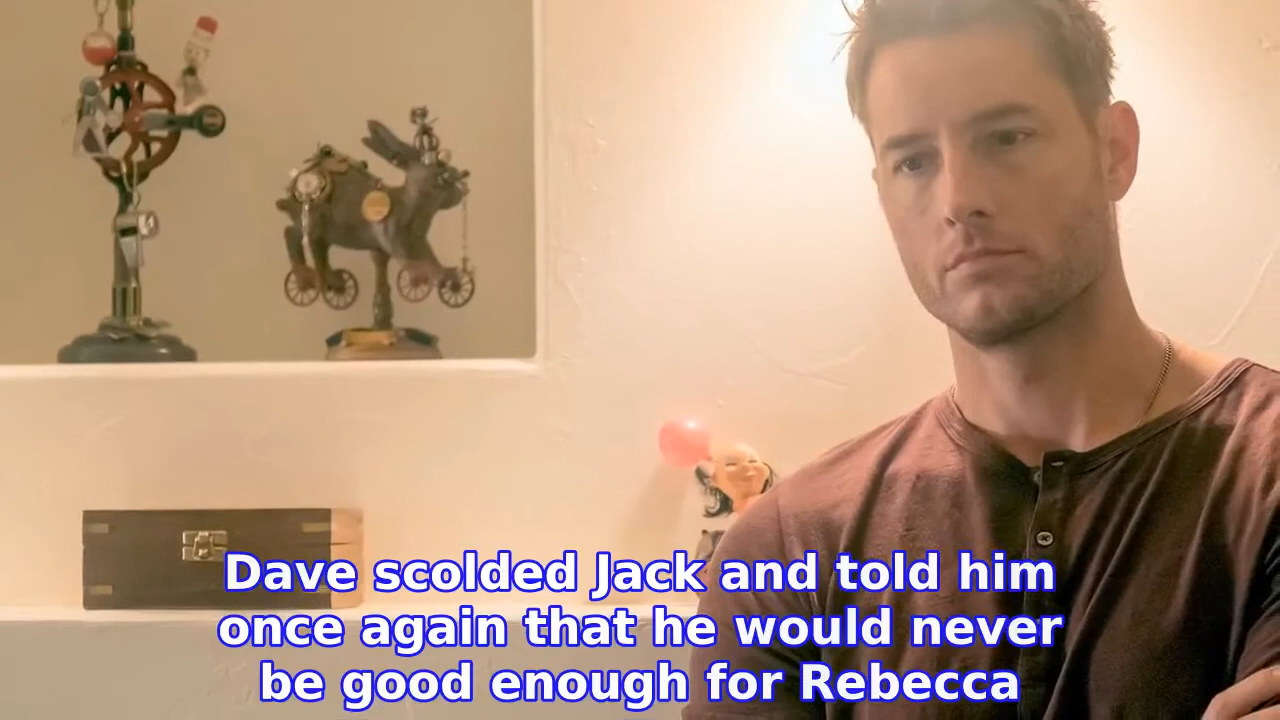 Dave scolded Jack and told him
once again that he would never
be good enough for Rebecca